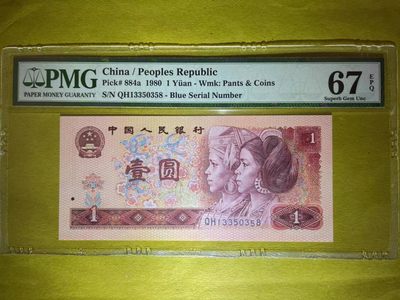 PMG
PAPER MONEY GUARANTY
China / Peoples Republic
Pick# 884a 1980 1 Yüan - Wmk: Pants & Coins
S/N QH13350358 - Blue Serial Number
67 EPQ
Superb Gem Unc
中国人民银行
壹圆
1
1
1
QH13350358